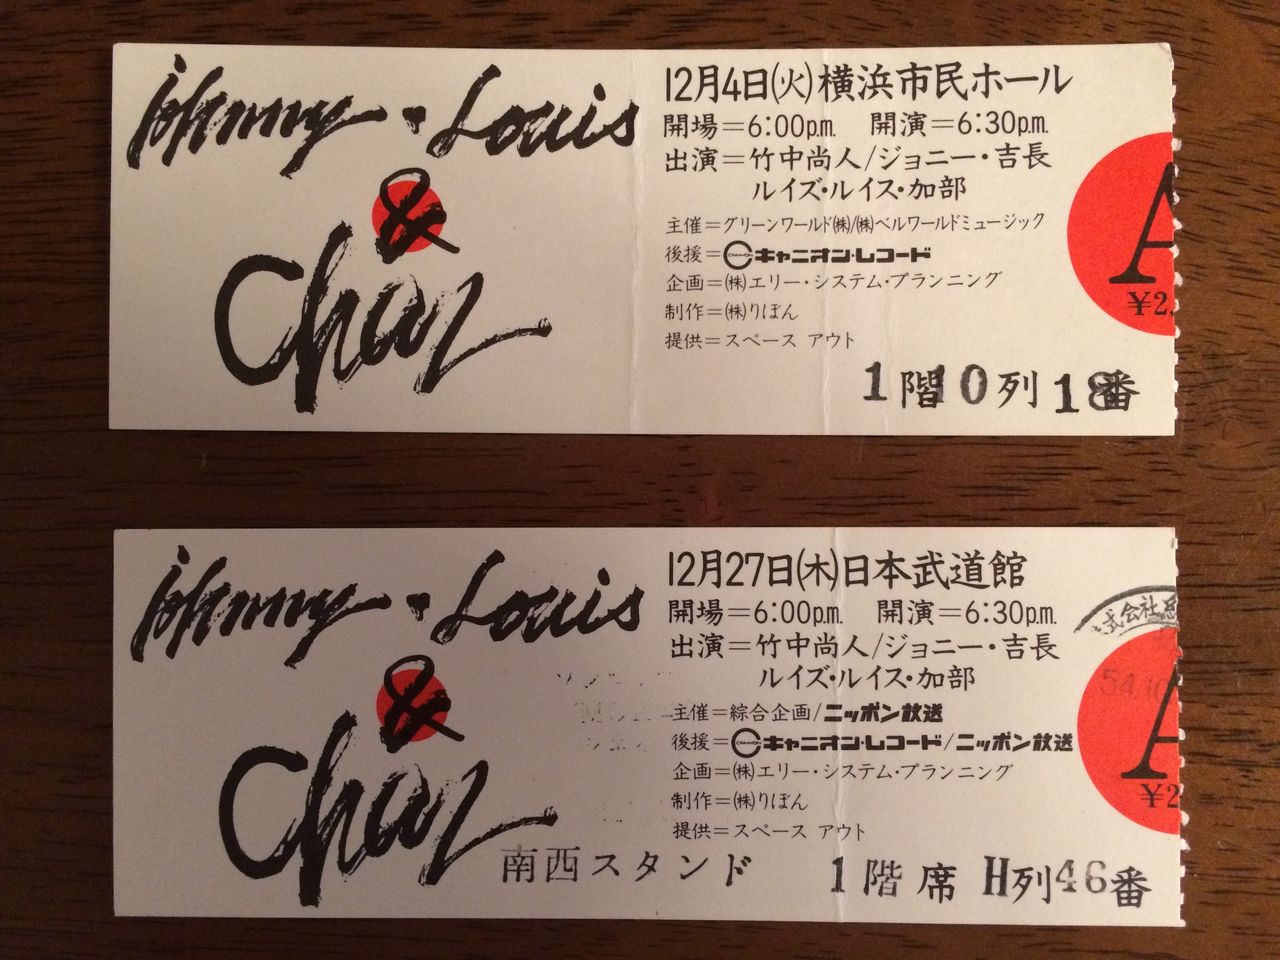 Johnny・Louis
&
Char
12月4日(火)横浜市民ホール
開場=6:00p.m. 開演=6:30p.m.
出演=竹中尚人/ジョニー・吉長
ルイズ・ルイス・加部
主催=グリーンワールド㈱/㈱ベルワールドミュージック
後援=キャニオン・レコード
企画=㈱エリー・システム・プランニング
制作=㈱りぼん
提供=スペース アウト
A
¥2
1階10列18番
Johnny・Louis
&
Char
12月27日(木)日本武道館
開場=6:00p.m. 開演=6:30p.m.
出演=竹中尚人/ジョニー・吉長
ルイズ・ルイス・加部
主催=綜合企画/ニッポン放送
後援=キャニオン・レコード/ニッポン放送
企画=㈱エリー・システム・プランニング
制作=㈱りぼん
提供=スペース アウト
式会社
54.10
A
¥2
南西スタンド 1階席 H列46番